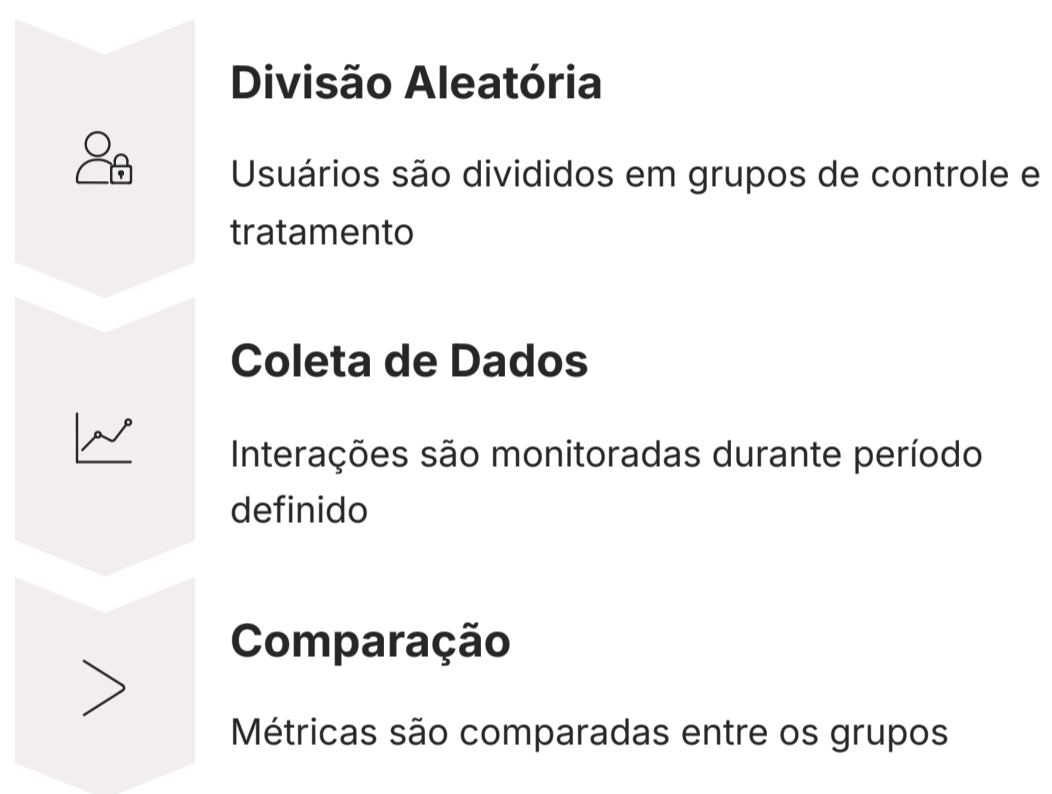 Divisão Aleatória
Usuários são divididos em grupos de controle e
tratamento
Coleta de Dados
Interações são monitoradas durante período
definido
Comparação
Métricas são comparadas entre os grupos